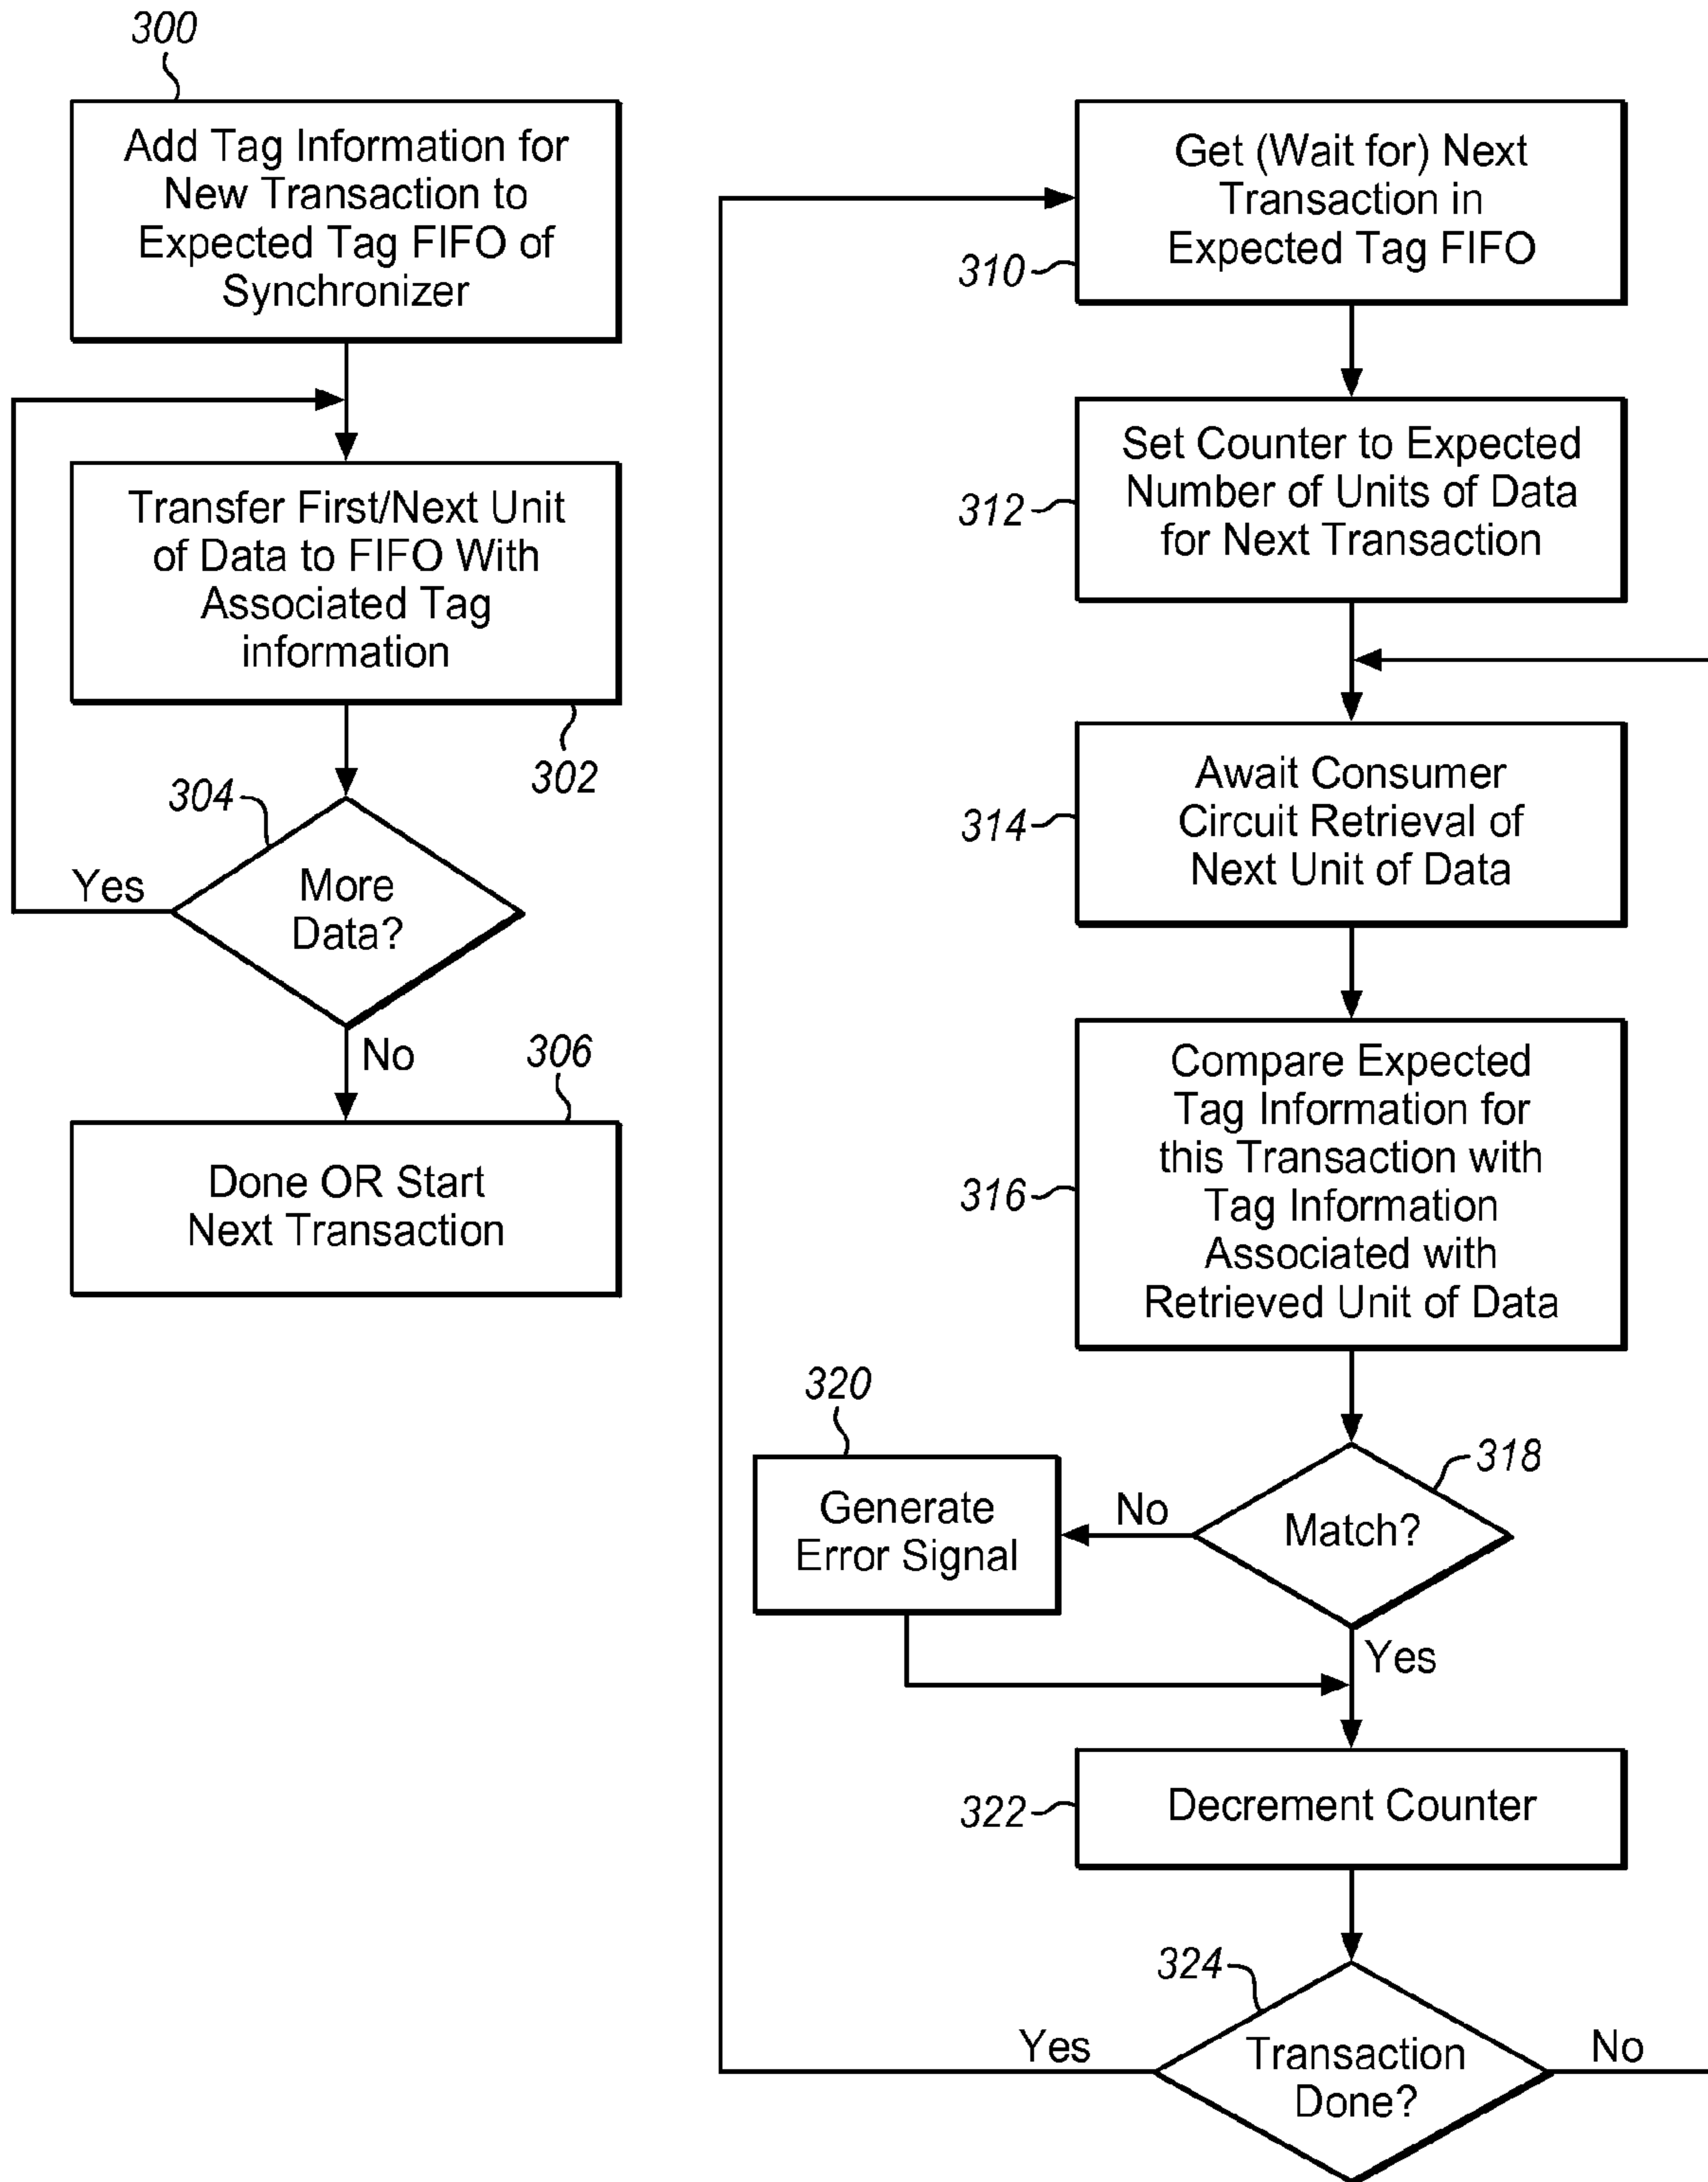 300
Add Tag Information for
New Transaction to
Expected Tag FIFO of
Synchronizer
Transfer First/Next Unit
of Data to FIFO With
Associated Tag
information
302
304
More
Data?
Yes
No
306
Done OR Start
Next Transaction
Get (Wait for) Next
Transaction in
Expected Tag FIFO
310
Set Counter to Expected
Number of Units of Data
for Next Transaction
312
Await Consumer
Circuit Retrieval of
Next Unit of Data
314
Compare Expected
Tag Information for
this Transaction with
Tag Information
Associated with
Retrieved Unit of Data
316
318
Match?
No
320
Generate
Error Signal
Yes
Decrement Counter
322
324
Transaction
Done?
Yes
No